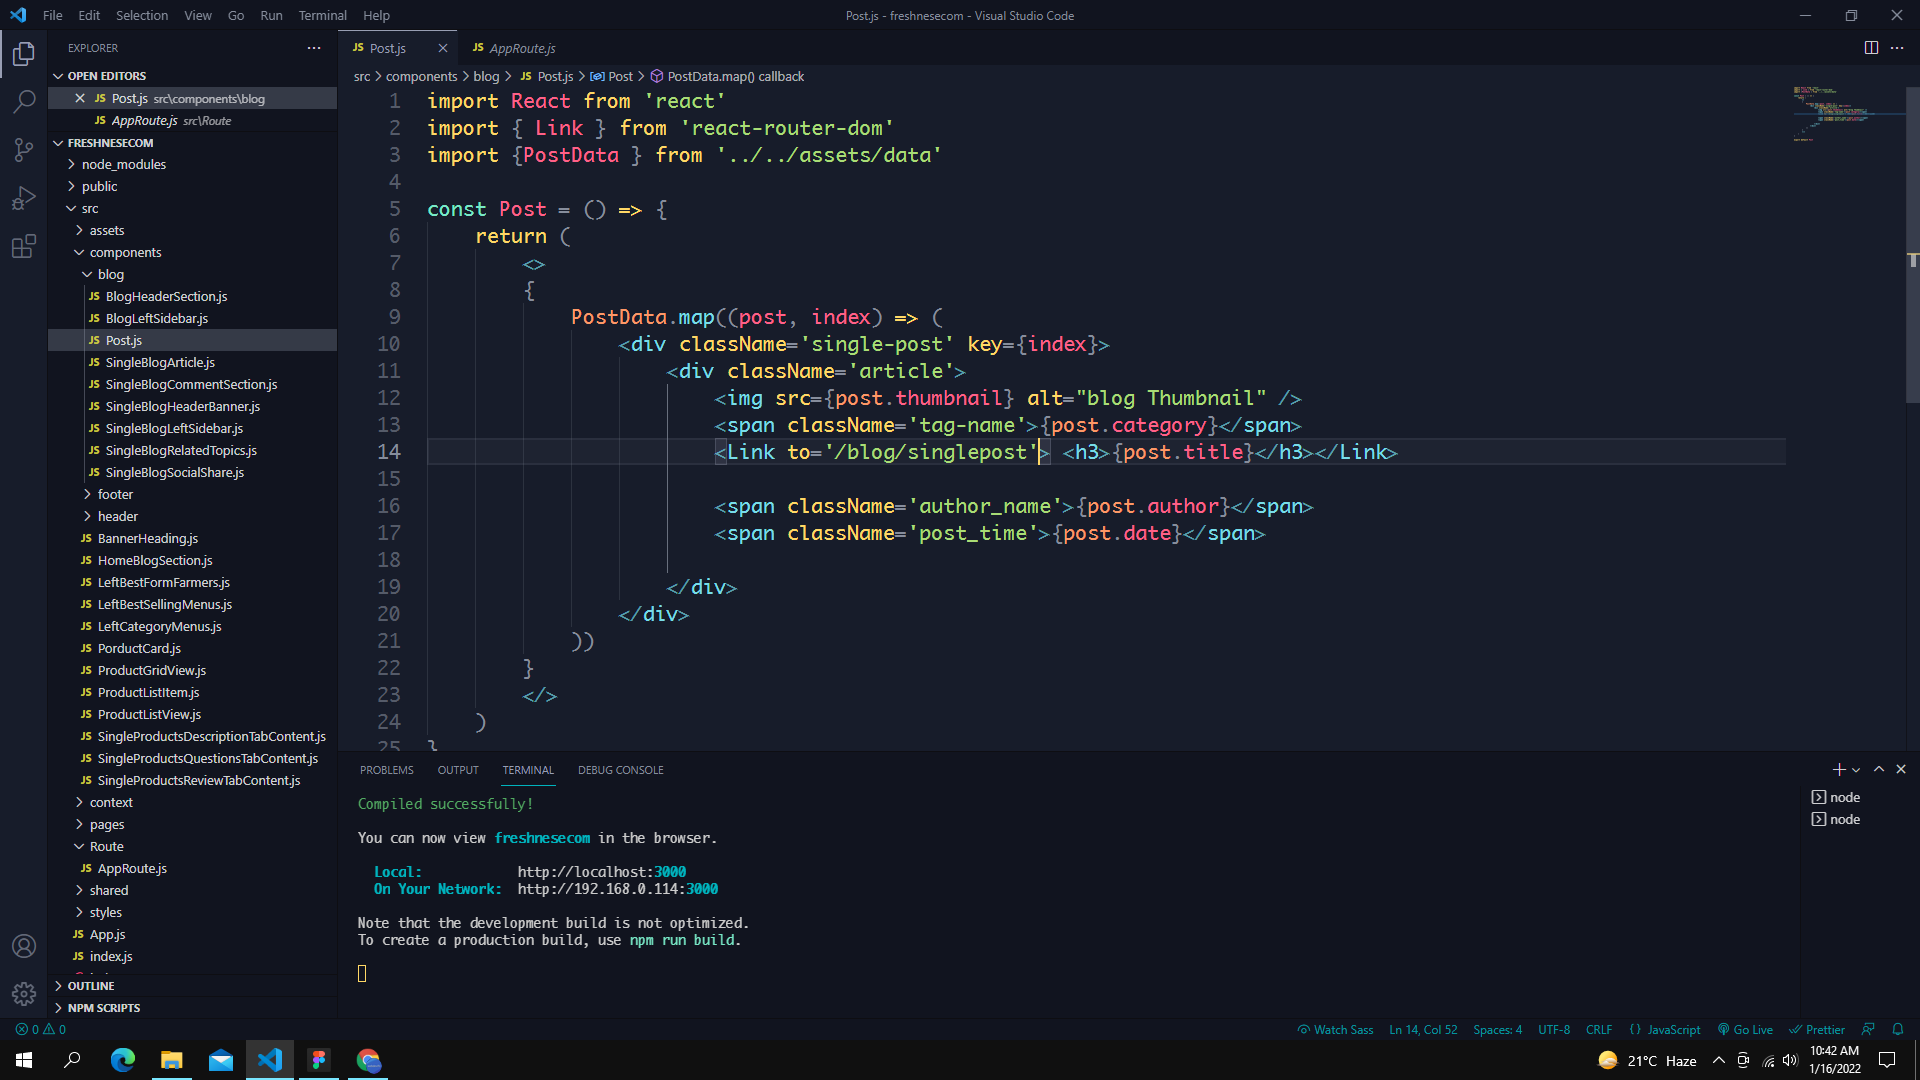 File Edit Selection View Go Run Terminal Help
Post.js - freshnesecom - Visual Studio Code
EXPLORER
OPEN EDITORS
JS Post.js src\components\blog
JS AppRoute.js src\Route
FRESHNESECOM
node_modules
public
src
assets
components
blog
JS BlogHeaderSection.js
JS BlogLeftSidebar.js
JS Post.js
JS SingleBlogArticle.js
JS SingleBlogCommentSection.js
JS SingleBlogHeaderBanner.js
JS SingleBlogLeftSidebar.js
JS SingleBlogRelatedTopics.js
JS SingleBlogSocialShare.js
footer
header
JS BannerHeading.js
JS HomeBlogSection.js
JS LeftBestFormFarmers.js
JS LeftBestSellingMenus.js
JS LeftCategoryMenus.js
JS PorductCard.js
JS ProductGridView.js
JS ProductListItem.js
JS ProductListView.js
JS SingleProductsDescriptionTabContent.js
JS SingleProductsQuestionsTabContent.js
JS SingleProductsReviewTabContent.js
context
pages
Route
JS AppRoute.js
shared
styles
JS App.js
JS index.js
OUTLINE
NPM SCRIPTS
JS Post.js
JS AppRoute.js
src > components > blog > JS Post.js > Post > PostData.map() callback
1 import React from 'react'
2 import { Link } from 'react-router-dom'
3 import {PostData } from '../../assets/data'
4
5 const Post = () => {
6 return (
7 <>
8 {
9 PostData.map((post, index) => (
10 <div className='single-post' key={index}>
11 <div className='article'>
12 <img src={post.thumbnail} alt="blog Thumbnail" />
13 <span className='tag-name'>{post.category}</span>
14 <Link to='/blog/singlepost'> <h3>{post.title}</h3></Link>
15
16 <span className='author_name'>{post.author}</span>
17 <span className='post_time'>{post.date}</span>
18
19 </div>
20 </div>
21 ))
22 }
23 </>
24 )
25 }
PROBLEMS OUTPUT TERMINAL DEBUG CONSOLE
Compiled successfully!
You can now view freshnesecom in the browser.
Local: http://localhost:3000
On Your Network: http://192.168.0.114:3000
Note that the development build is not optimized.
To create a production build, use npm run build.
node
node
0 0
Watch Sass Ln 14, Col 52 Spaces: 4 UTF-8 CRLF {} JavaScript Go Live Prettier
21°C Haze
10:42 AM
1/16/2022